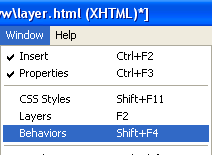 w\layer.html (XHTML)*]
Window Help
Insert Ctrl+F2
Properties Ctrl+F3
CSS Styles Shift+F11
Layers F2
Behaviors Shift+F4